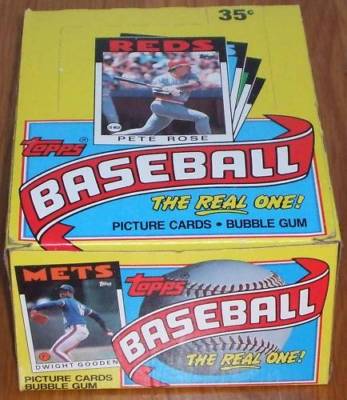 35¢
REDS
PETE ROSE
topps®
BASEBALL
THE REAL ONE!
PICTURE CARDS • BUBBLE GUM
METS
topps
DWIGHT GOODEN
topps
BASEBALL
THE REAL ONE!
PICTURE CARDS
BUBBLE GUM